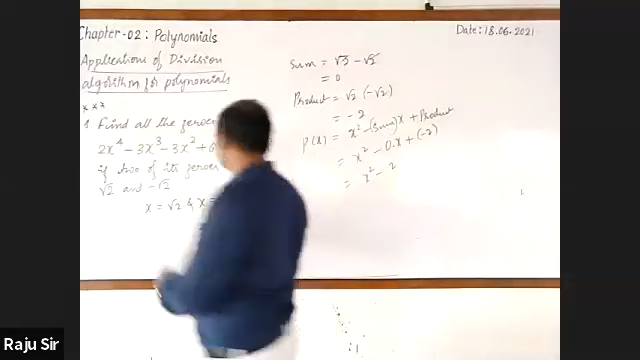 Chapter-02: Polynomials
Date: 18.06.2021
Application of Division
algorithm for polynomials
***
1. Find all the zeroes
2x⁴ - 3x³ - 3x² + 6
if two of its zeroes
√2 and -√2
x = √2 & x =
Sum = √2 - √2
= 0
Product = √2 (-√2)
= -2
P(x) = x² - (Sum)x + Product
= x² - 0.x + (-2)
= x² - 2
Raju Sir